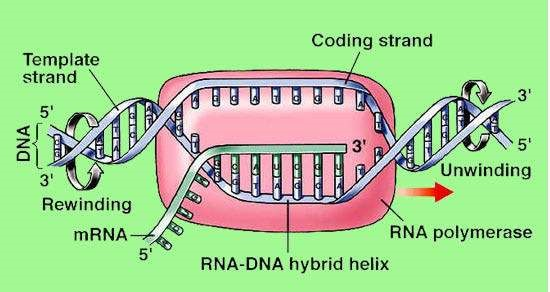 Coding strand
Template
strand
5'
3'
DNA
3'
3'
5'
Unwinding
Rewinding
mRNA
5'
RNA polymerase
RNA-DNA hybrid helix